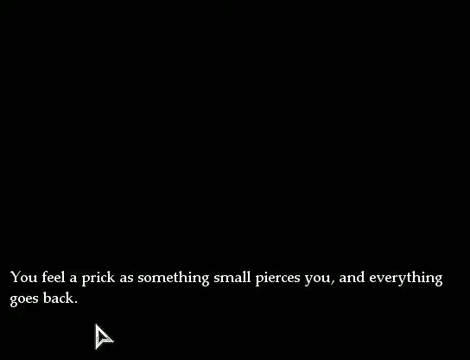 You feel a prick as something small pierces you, and everything
goes back.